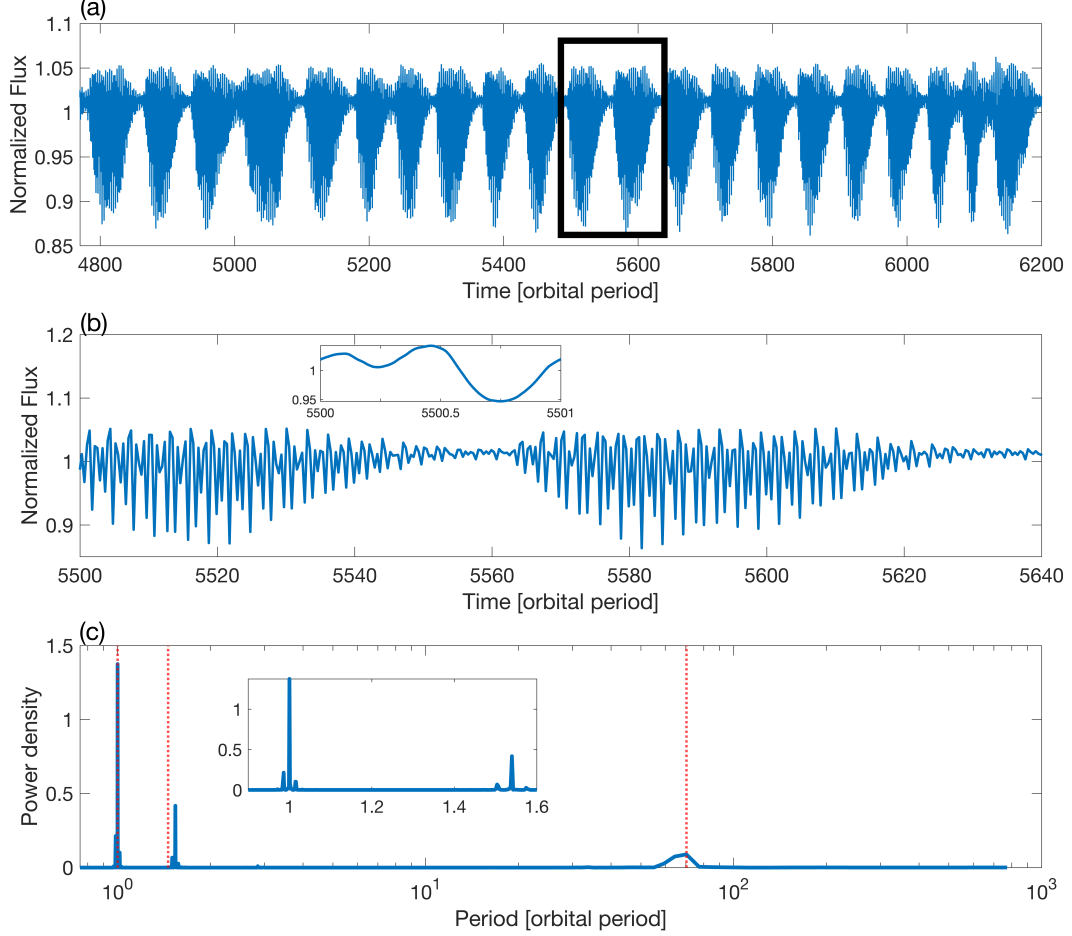 (a)
1.1
1.05
1
0.95
0.9
0.85
Normalized Flux
4800 5000 5200 5400 5600 5800 6000 6200
Time [orbital period]
(b)
1.2
1.1
1
0.9
Normalized Flux
1
0.95
5500 5500.5 5501
5500 5520 5540 5560 5580 5600 5620 5640
Time [orbital period]
(c)
1.5
1
0.5
0
Power density
1
0.5
0
1 1.2 1.4 1.6
10^0 10^1 10^2 10^3
Period [orbital period]